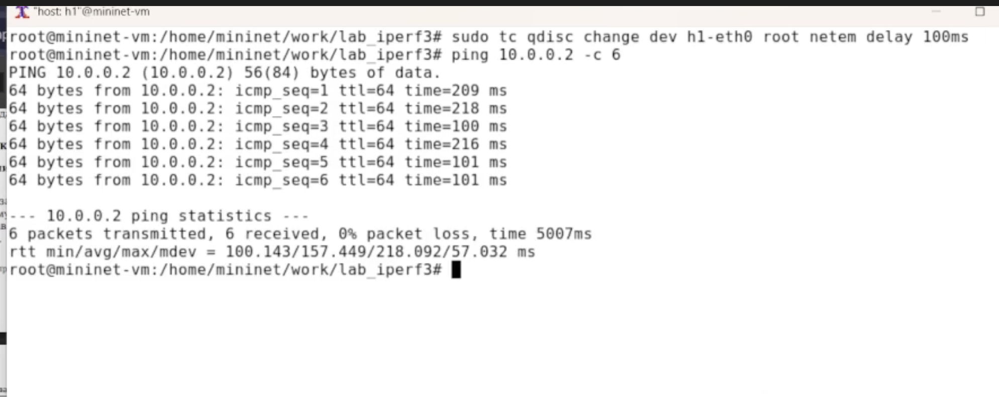 "host: h1"@mininet-vm
root@mininet-vm:/home/mininet/work/lab_iperf3# sudo tc qdisc change dev h1-eth0 root netem delay 100ms
root@mininet-vm:/home/mininet/work/lab_iperf3# ping 10.0.0.2 -c 6
PING 10.0.0.2 (10.0.0.2) 56(84) bytes of data.
64 bytes from 10.0.0.2: icmp_seq=1 ttl=64 time=209 ms
64 bytes from 10.0.0.2: icmp_seq=2 ttl=64 time=218 ms
64 bytes from 10.0.0.2: icmp_seq=3 ttl=64 time=100 ms
64 bytes from 10.0.0.2: icmp_seq=4 ttl=64 time=216 ms
64 bytes from 10.0.0.2: icmp_seq=5 ttl=64 time=101 ms
64 bytes from 10.0.0.2: icmp_seq=6 ttl=64 time=101 ms
--- 10.0.0.2 ping statistics ---
6 packets transmitted, 6 received, 0% packet loss, time 5007ms
rtt min/avg/max/mdev = 100.143/157.449/218.092/57.032 ms
root@mininet-vm:/home/mininet/work/lab_iperf3#